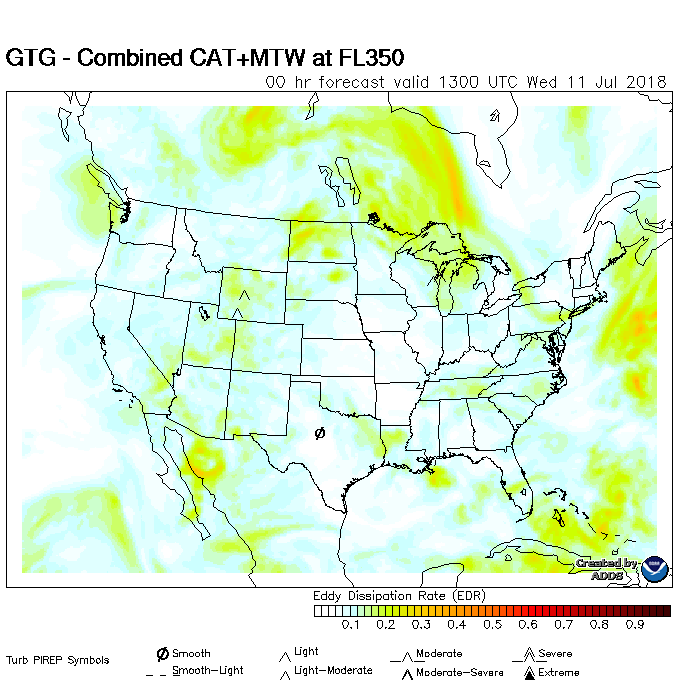 GTG - Combined CAT+MTW at FL350
00 hr forecast valid 1300 UTC Wed 11 Jul 2018
Created by
ADDS
Eddy Dissipation Rate (EDR)
0.1 0.2 0.3 0.4 0.5 0.6 0.7 0.8 0.9
Turb PIREP Symbols
Smooth Light Moderate Severe
Smooth-Light Light-Moderate Moderate-Severe Extreme